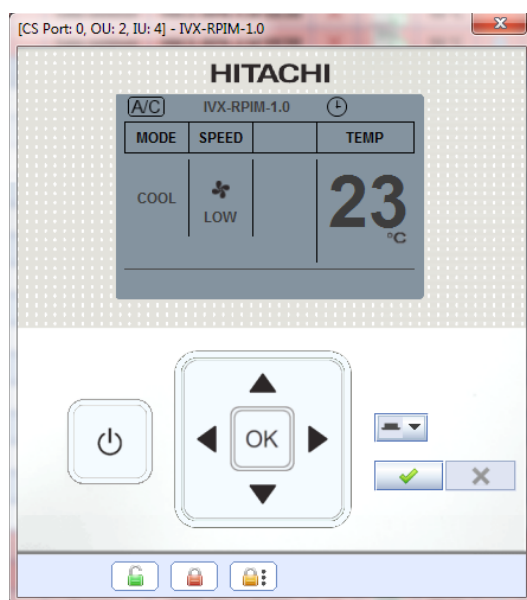 [CS Port: 0, OU: 2, IU: 4] - IVX-RPIM-1.0
HITACHI
A/C IVX-RPIM-1.0
MODE SPEED TEMP
COOL LOW 23 °C
OK